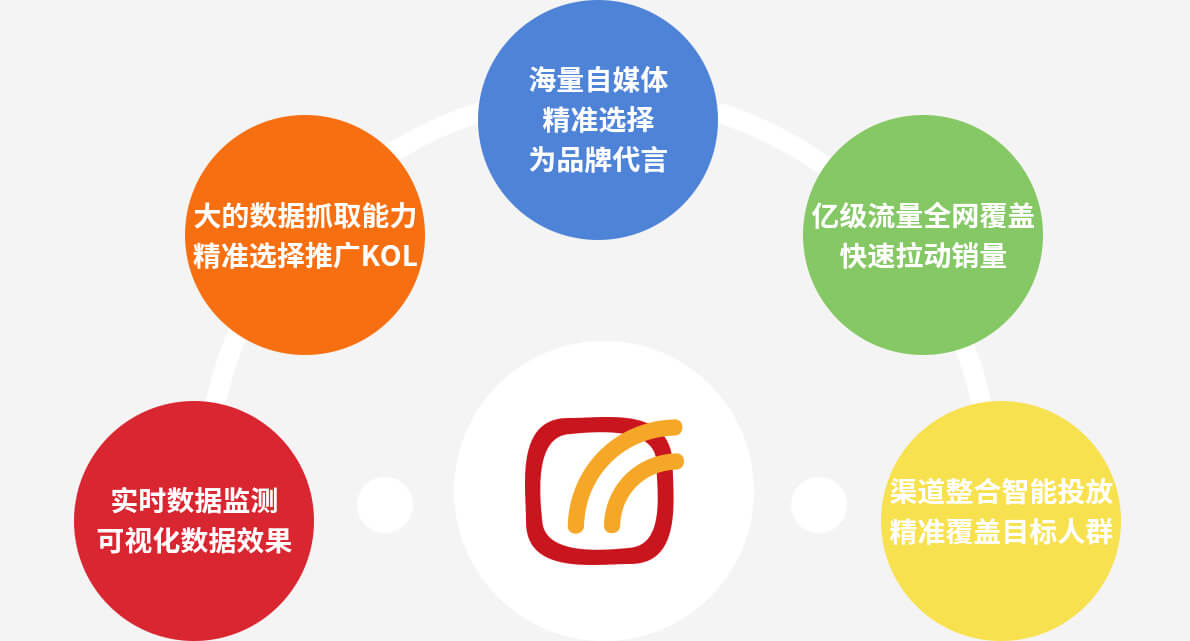 海量自媒体
精准选择
为品牌代言
大的数据抓取能力
精准选择推广KOL
亿级流量全网覆盖
快速拉动销量
实时数据监测
可视化数据效果
渠道整合智能投放
精准覆盖目标人群